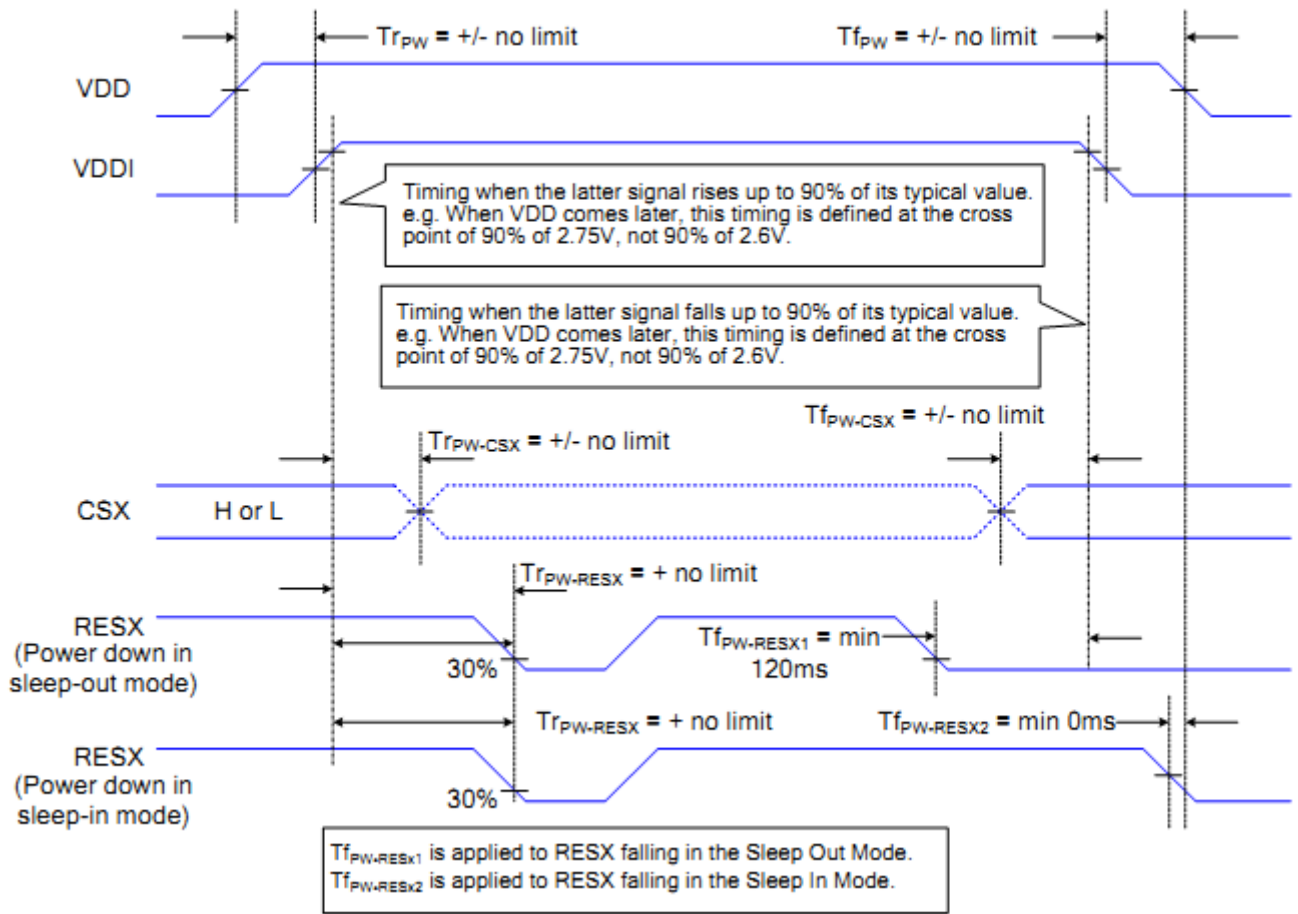 Tr_PW = +/- no limit
Tf_PW = +/- no limit
VDD
VDDI
Timing when the latter signal rises up to 90% of its typical value.
e.g. When VDD comes later, this timing is defined at the cross
point of 90% of 2.75V, not 90% of 2.6V.
Timing when the latter signal falls up to 90% of its typical value.
e.g. When VDD comes later, this timing is defined at the cross
point of 90% of 2.75V, not 90% of 2.6V.
Tf_PW-CSX = +/- no limit
Tr_PW-CSX = +/- no limit
CSX
H or L
Tr_PW-RESX = + no limit
RESX
(Power down in
sleep-out mode)
30%
Tf_PW-RESX1 = min
120ms
Tr_PW-RESX = + no limit
Tf_PW-RESX2 = min 0ms
RESX
(Power down in
sleep-in mode)
30%
Tf_PW-RESx1 is applied to RESX falling in the Sleep Out Mode.
Tf_PW-RESx2 is applied to RESX falling in the Sleep In Mode.